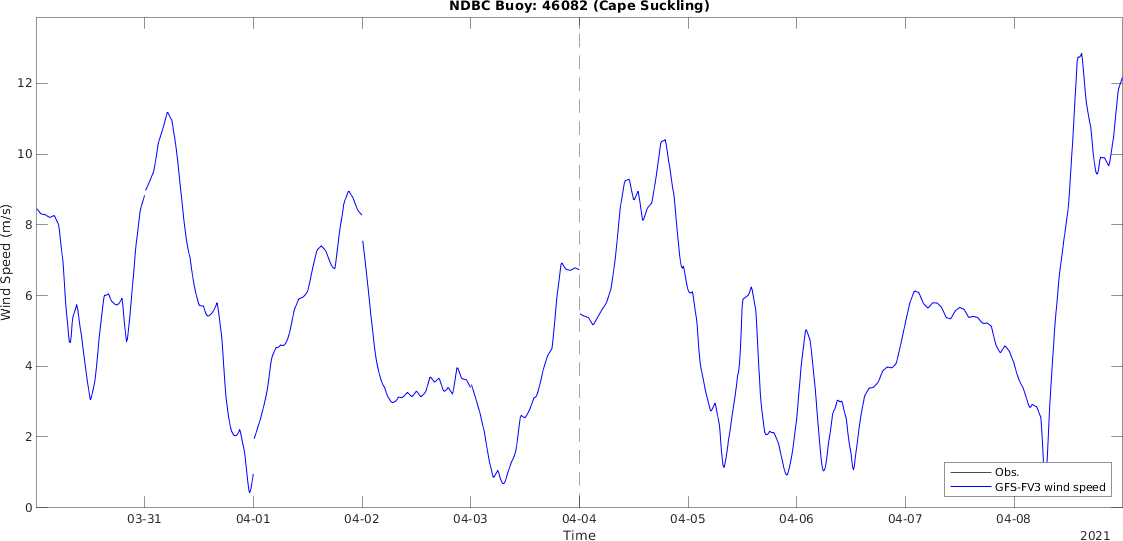 NDBC Buoy: 46082 (Cape Suckling)
Wind Speed (m/s)
12
10
8
6
4
2
0
03-31 04-01 04-02 04-03 04-04 04-05 04-06 04-07 04-08
Time
2021
Obs.
GFS-FV3 wind speed